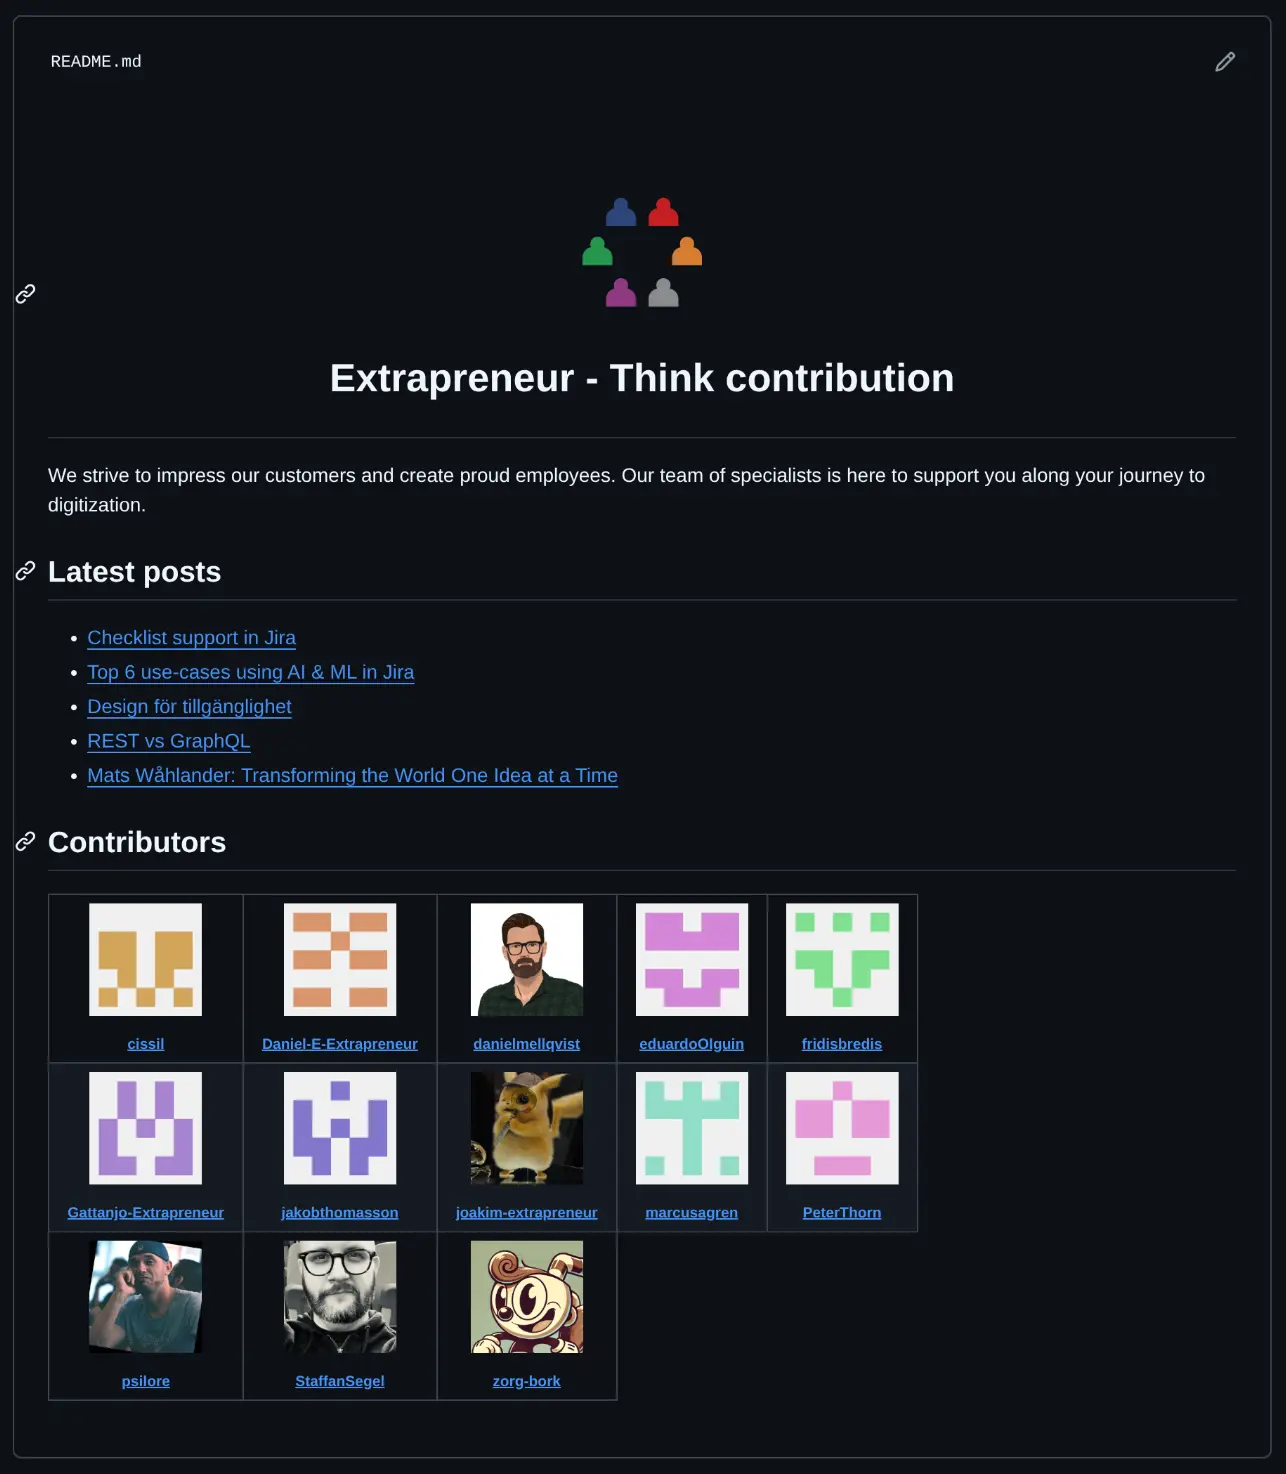 README.md
Extrapreneur - Think contribution
We strive to impress our customers and create proud employees. Our team of specialists is here to support you along your journey to
digitization.
Latest posts
Checklist support in Jira
Top 6 use-cases using AI & ML in Jira
Design för tillgänglighet
REST vs GraphQL
Mats Wåhlander: Transforming the World One Idea at a Time
Contributors
cissil
Daniel-E-Extrapreneur
danielmellqvist
eduardoOlguin
fridisbredis
Gattanjo-Extrapreneur
jakobthomasson
joakim-extrapreneur
marcusagren
PeterThorn
psilore
StaffanSegel
zorg-bork